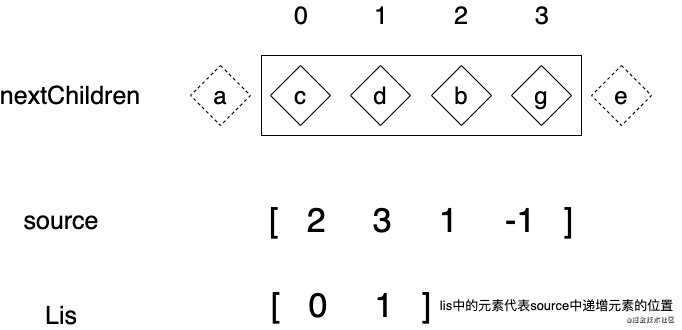 0 1 2 3
nextChildren a c d b g e
source [ 2 3 1 -1 ]
Lis [ 0 1 ] lis中的元素代表source中递增元素的位置
@掘金技术社区